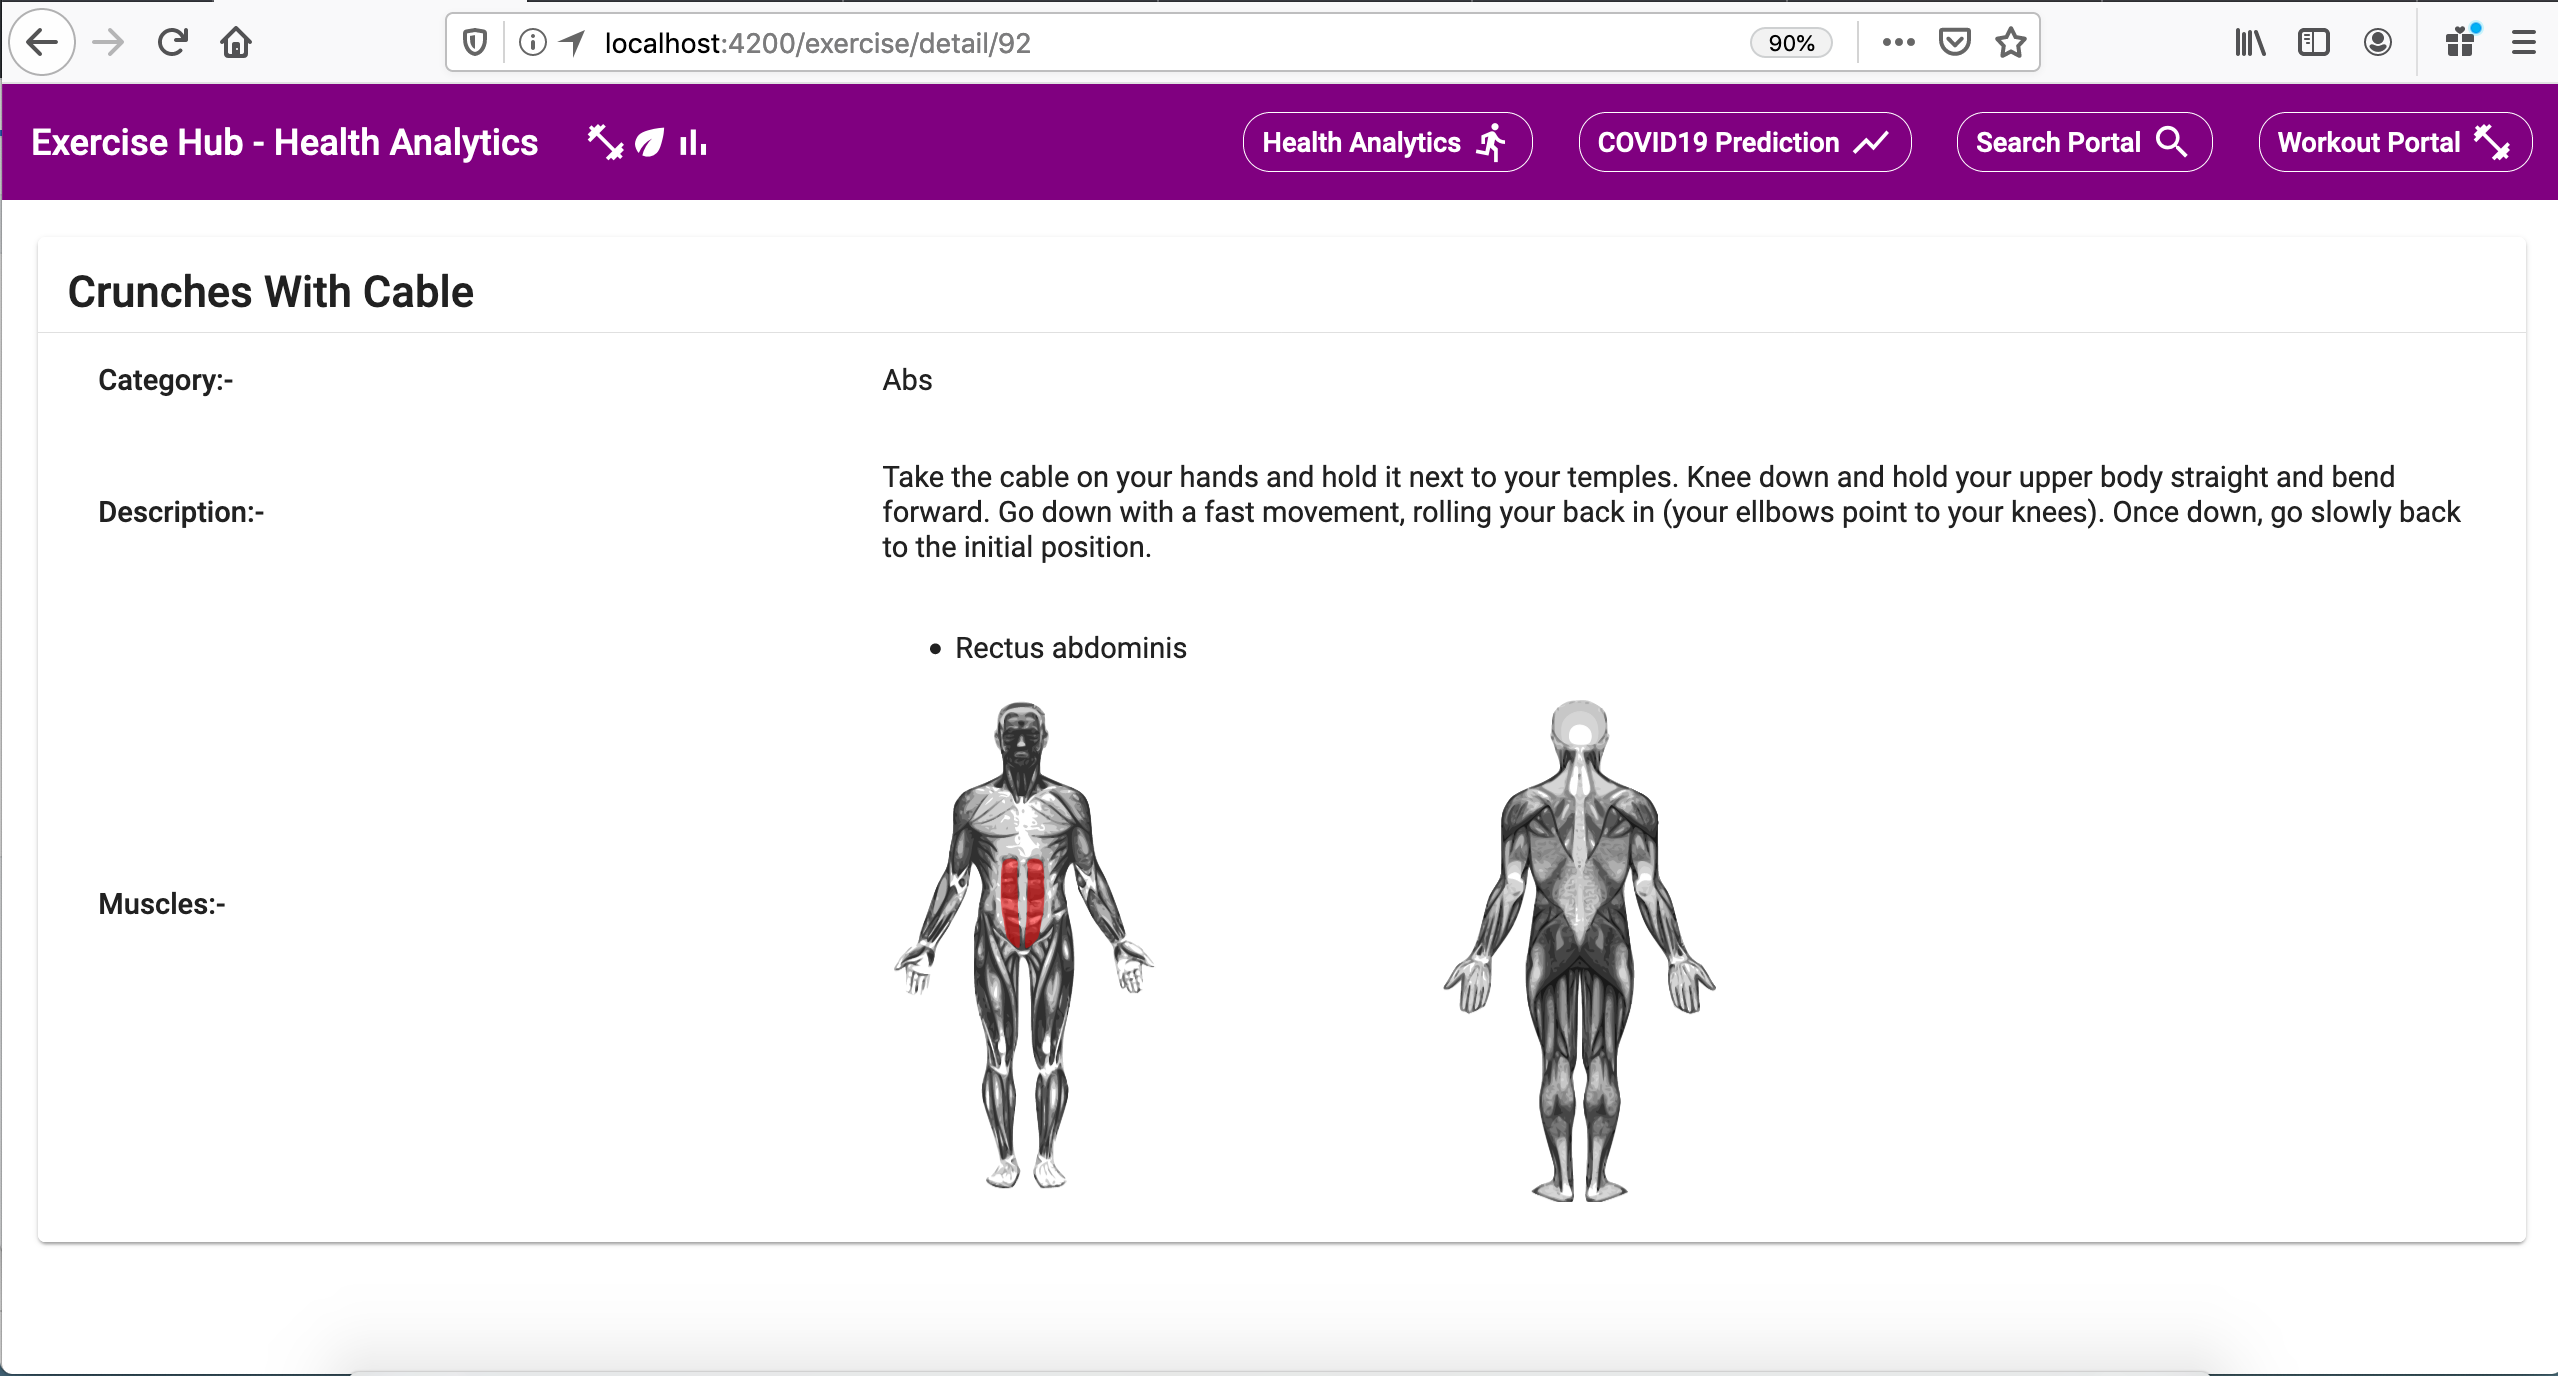 localhost:4200/exercise/detail/92
90%
Exercise Hub - Health Analytics
Health Analytics
COVID19 Prediction
Search Portal
Workout Portal
Crunches With Cable
Category:-
Abs
Description:-
Take the cable on your hands and hold it next to your temples. Knee down and hold your upper body straight and bend
forward. Go down with a fast movement, rolling your back in (your ellbows point to your knees). Once down, go slowly back
to the initial position.
Muscles:-
• Rectus abdominis